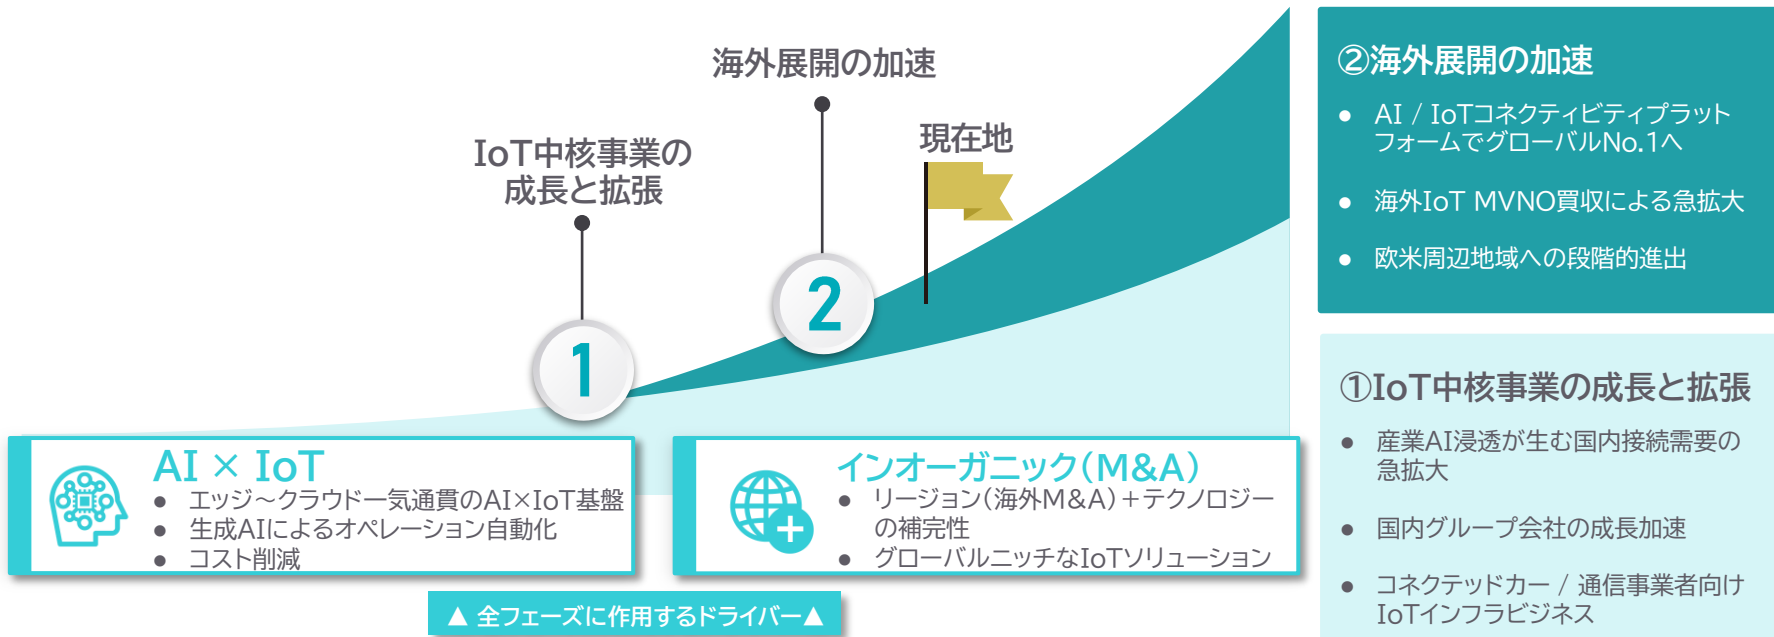 海外展開の加速
IoT中核事業の
成長と拡張
現在地
1
2
AI × IoT
● エッジ～クラウド一気通貫のAI×IoT基盤
● 生成AIによるオペレーション自動化
● コスト削減
インオーガニック(M&A)
● リージョン(海外M&A)+テクノロジー
の補完性
● グローバルニッチなIoTソリューション
▲ 全フェーズに作用するドライバー▲
②海外展開の加速
● AI / IoTコネクティビティプラット
フォームでグローバルNo.1へ
● 海外IoT MVNO買収による急拡大
● 欧米周辺地域への段階的進出
①IoT中核事業の成長と拡張
● 産業AI浸透が生む国内接続需要の
急拡大
● 国内グループ会社の成長加速
● コネクテッドカー / 通信事業者向け
IoTインフラビジネス